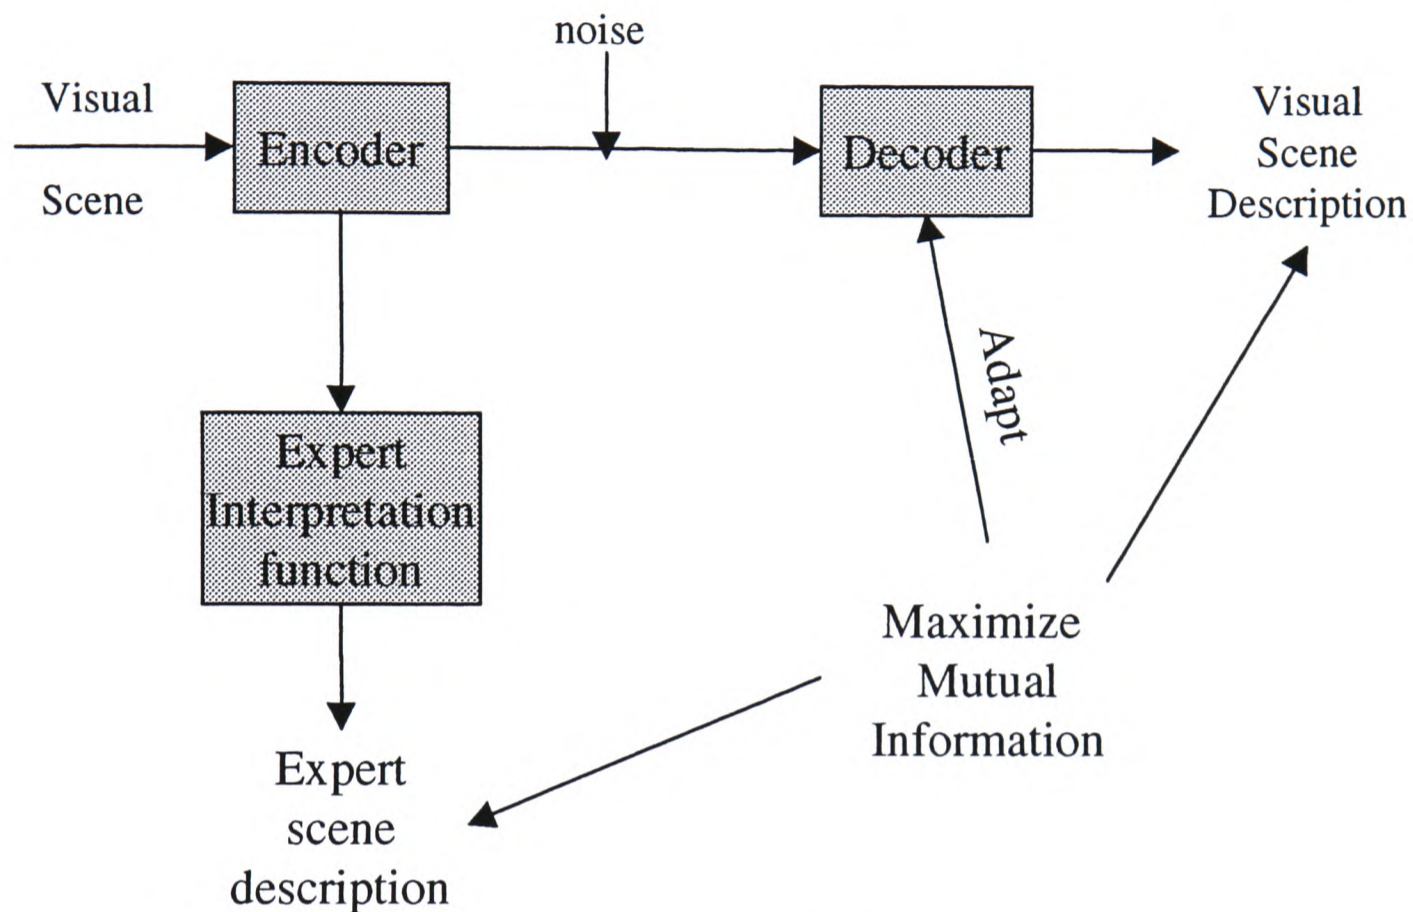 noise
Visual
Scene
Encoder
Decoder
Visual
Scene
Description
Adapt
Expert
Interpretation
function
Maximize
Mutual
Information
Expert
scene
description